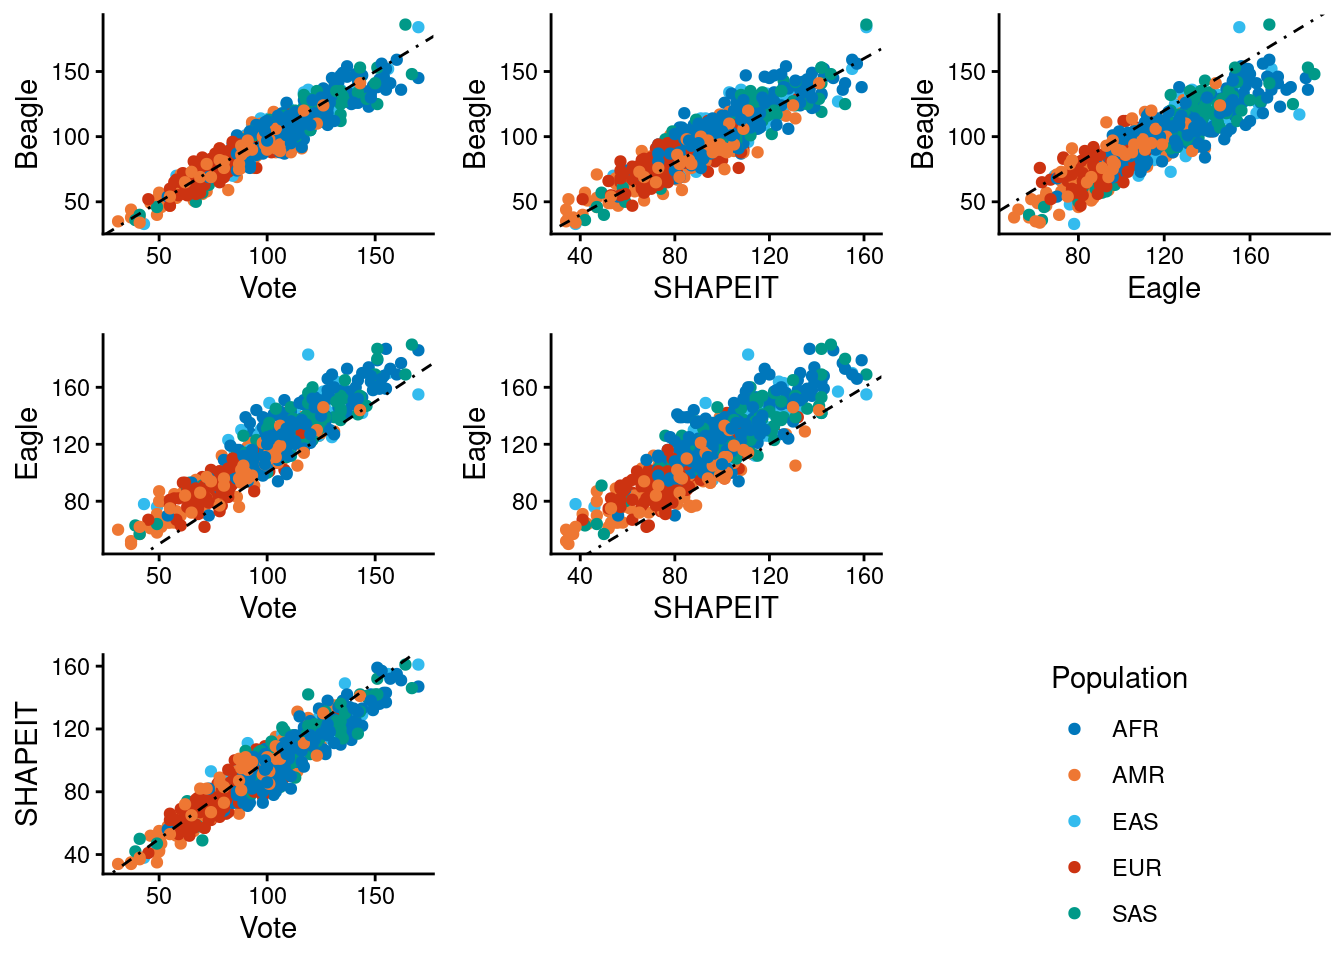 Beagle
150
100
50
50 100 150
Vote
Beagle
150
100
50
40 80 120 160
SHAPEIT
Beagle
150
100
50
80 120 160
Eagle
Eagle
160
120
80
50 100 150
Vote
Eagle
160
120
80
40 80 120 160
SHAPEIT
SHAPEIT
160
120
80
40
50 100 150
Vote
Population
AFR
AMR
EAS
EUR
SAS